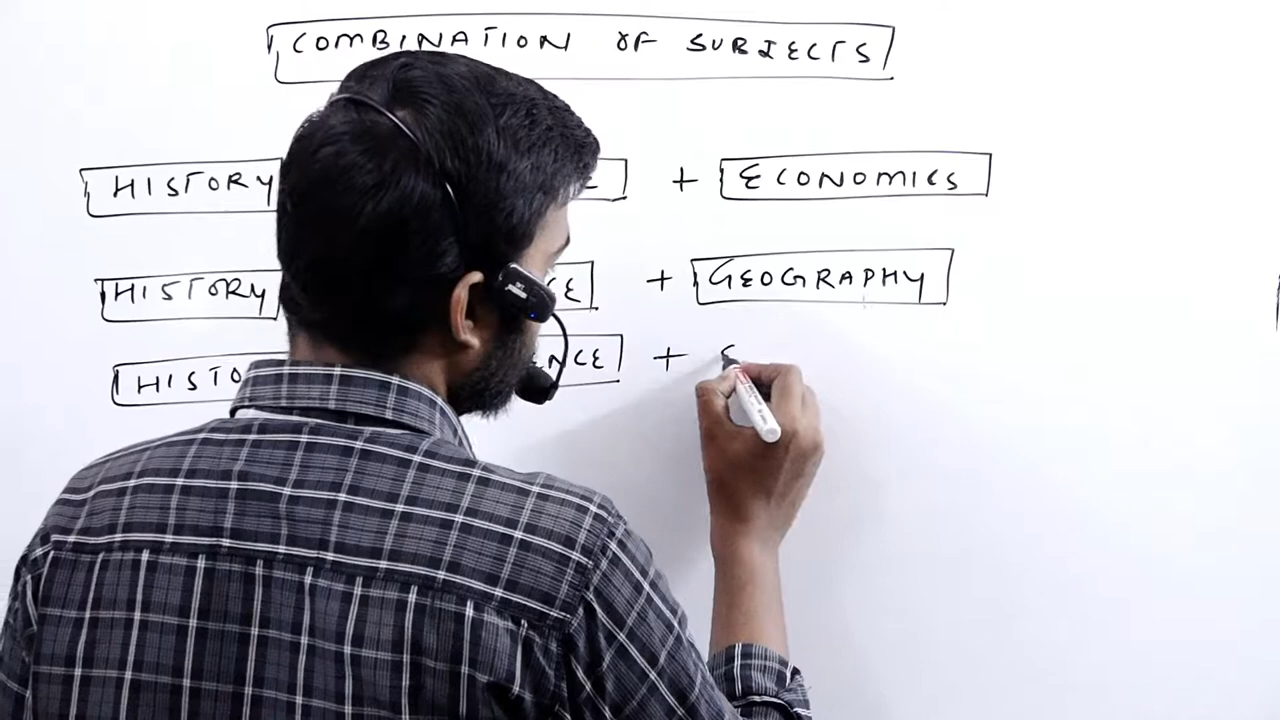 COMBINATION OF SUBJECTS
HISTORY + ECONOMICS
HISTORY + GEOGRAPHY
+